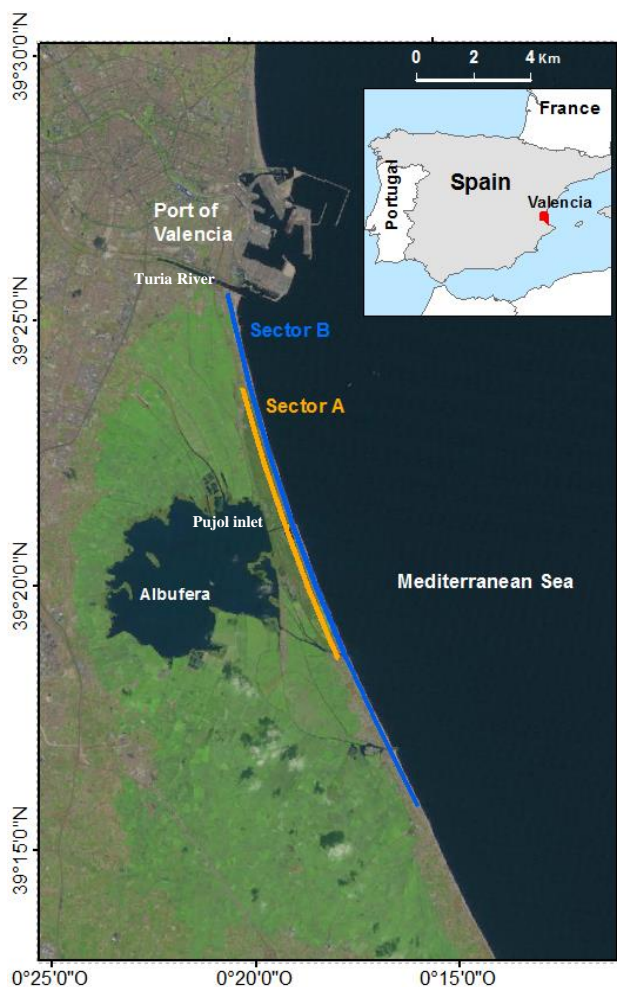 39°30'0"N
0 2 4 Km
France
Portugal
Spain
Valencia
Port of
Valencia
Turia River
39°25'0"N
Sector B
Sector A
Pujol inlet
Albufera
Mediterranean Sea
39°20'0"N
39°15'0"N
0°25'0"O 0°20'0"O 0°15'0"O